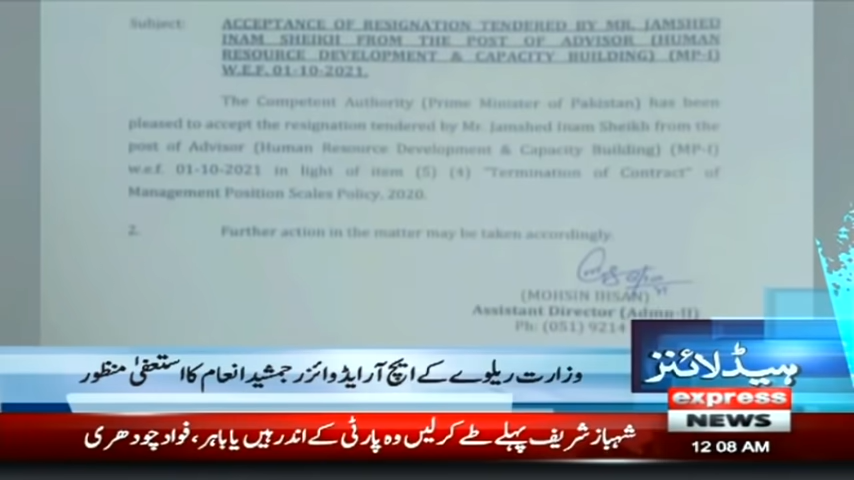 Subject:
ACCEPTANCE OF RESIGNATION TENDERED BY MR. JAMSHED
INAM SHEIKH FROM THE POST OF ADVISOR (HUMAN
RESOURCE DEVELOPMENT & CAPACITY BUILDING) (MP-I)
W.E.F. 01-10-2021.
The Competent Authority (Prime Minister of Pakistan) has been
pleased to accept the resignation tendered by Mr. Jamshed Inam Sheikh from the
post of Advisor (Human Resource Development & Capacity Building) (MP-I)
w.e.f. 01-10-2021 in light of item (5) (4) "Termination of Contract" of
Management Position Scales Policy, 2020.
2. Further action in the matter may be taken accordingly.
(MOHSIN IHSAN)
Assistant Director (Admn-II)
Ph: (051) 9214
وزارت ریلوے کے ایچ آر ایڈوائزر جمشید انعام کا استعفیٰ منظور
ہیڈلائنز
express
NEWS
شہباز شریف پہلے طے کرلیں وہ پارٹی کے اندر ہیں یا باہر، فواد چودھری
12:08 AM